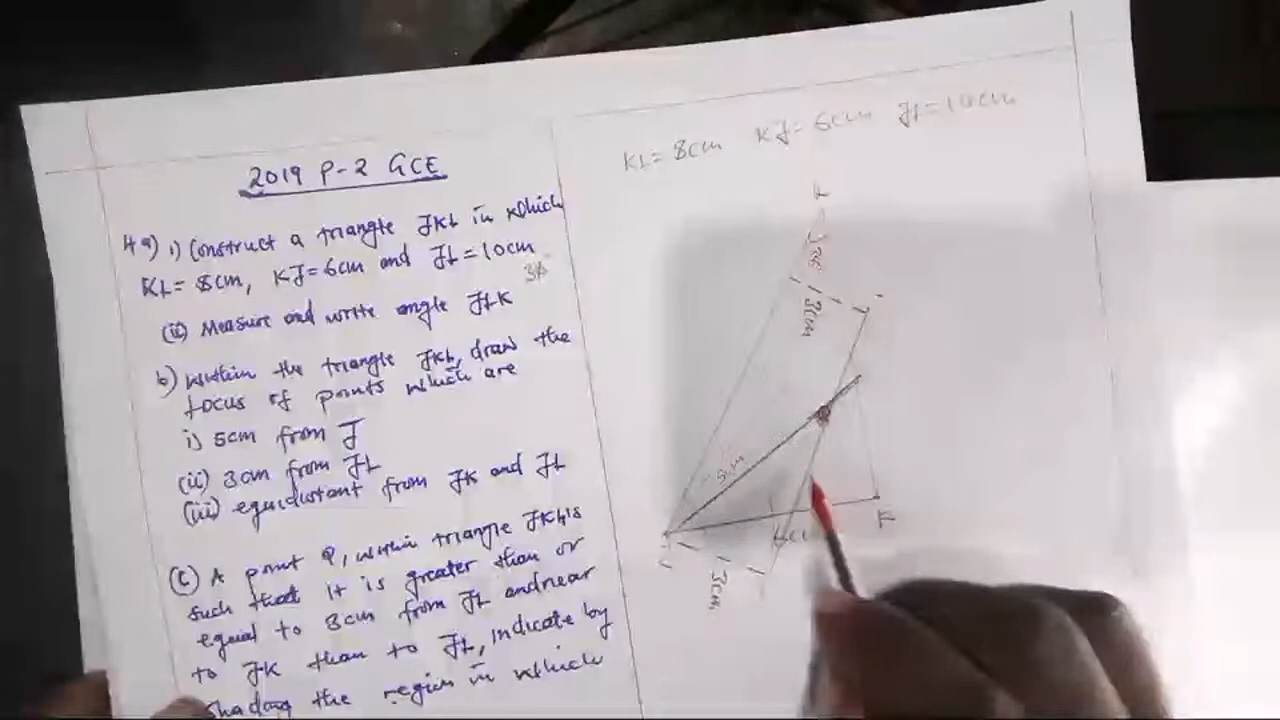 2019 P-2 GCE
4a) i) Construct a triangle JKL in which
KL = 8cm, KJ = 6cm and JL = 10cm
(ii) Measure and write angle JLK
36°
b) Within the triangle JKL, draw the
locus of points which are
i) 5cm from J
(ii) 3cm from JL
(iii) equidistant from JK and JL
(c) A point Q, within triangle JKL is
such that it is greater than or
equal to 3cm from JL and near
to JK than to JL, indicate by
shading the region in which
KL = 8cm KJ = 6cm JL = 10cm
L
3cm
5cm
K
3cm